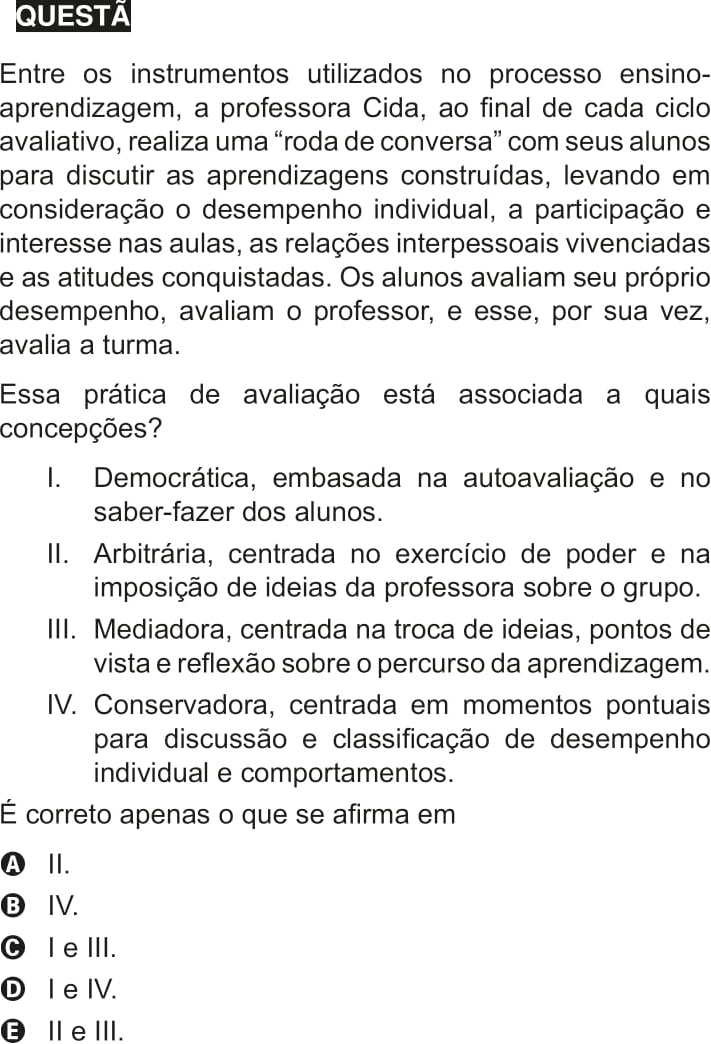 QUESTÃ
Entre os instrumentos utilizados no processo ensino-
aprendizagem, a professora Cida, ao final de cada ciclo
avaliativo, realiza uma “roda de conversa” com seus alunos
para discutir as aprendizagens construídas, levando em
consideração o desempenho individual, a participação e
interesse nas aulas, as relações interpessoais vivenciadas
e as atitudes conquistadas. Os alunos avaliam seu próprio
desempenho, avaliam o professor, e esse, por sua vez,
avalia a turma.
Essa prática de avaliação está associada a quais
concepções?
I. Democrática, embasada na autoavaliação e no
saber-fazer dos alunos.
II. Arbitrária, centrada no exercício de poder e na
imposição de ideias da professora sobre o grupo.
III. Mediadora, centrada na troca de ideias, pontos de
vista e reflexão sobre o percurso da aprendizagem.
IV. Conservadora, centrada em momentos pontuais
para discussão e classificação de desempenho
individual e comportamentos.
É correto apenas o que se afirma em
A II.
B IV.
C I e III.
D I e IV.
E II e III.